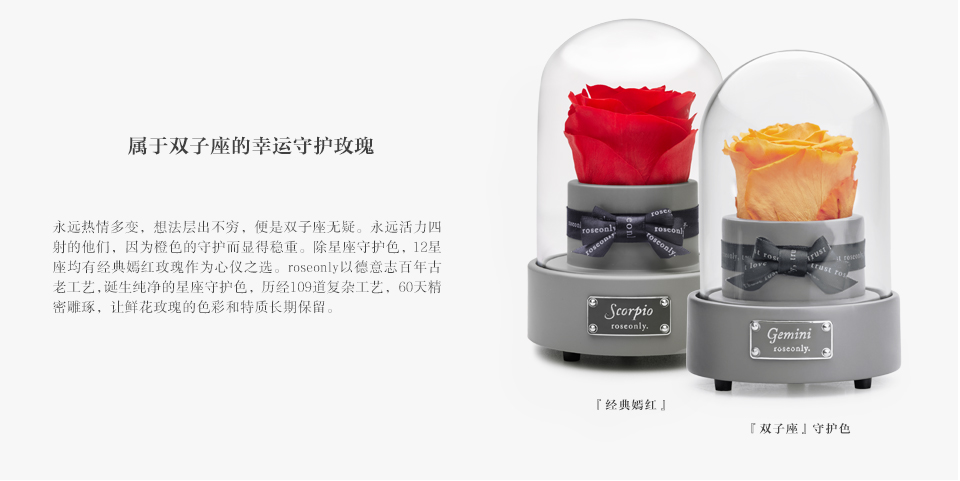 属于双子座的幸运守护玫瑰
永远热情多变，想法层出不穷，便是双子座无疑。永远活力四
射的他们，因为橙色的守护而显得稳重。除星座守护色，12星
座均有经典嫣红玫瑰作为心仪之选。roseonly以德意志百年古
老工艺,诞生纯净的星座守护色，历经109道复杂工艺，60天精
密雕琢，让鲜花玫瑰的色彩和特质长期保留。
Scorpio
roseonly.
Gemini
roseonly.
『经典嫣红』
『双子座』守护色